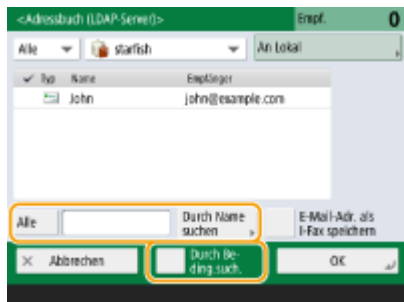 <Adressbuch (LDAP-Server)> Empf. 0
Alle starfish An Lokal
Typ Name Empfänger
John john@example.com
Alle Durch Name suchen E-Mail-Adr. als I-Fax speichern
Abbrechen Durch Be-ding.such. OK